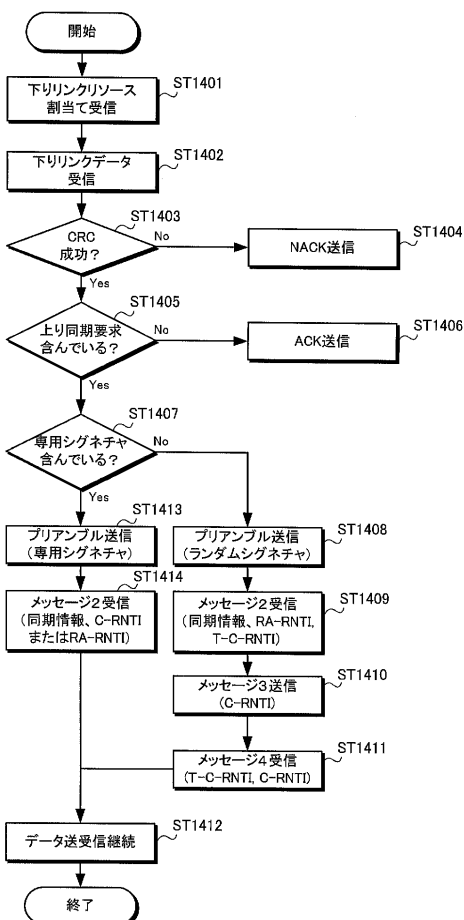 開始
下りリンクリソース
割当て受信
ST1401
下りリンクデータ
受信
ST1402
CRC
成功？
ST1403
No
Yes
NACK送信
ST1404
上り同期要求
含んでいる？
ST1405
No
Yes
ACK送信
ST1406
専用シグネチャ
含んでいる？
ST1407
No
Yes
プリアンブル送信
(専用シグネチャ)
ST1413
プリアンブル送信
(ランダムシグネチャ)
ST1408
メッセージ2受信
(同期情報、C-RNTI
またはRA-RNTI)
ST1414
メッセージ2受信
(同期情報、RA-RNTI,
T-C-RNTI)
ST1409
メッセージ3送信
(C-RNTI)
ST1410
メッセージ4受信
(T-C-RNTI, C-RNTI)
ST1411
データ送受信継続
ST1412
終了